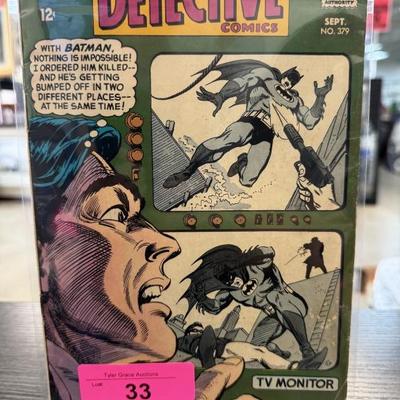 12¢
DETECTIVE
COMICS
AUTHORITY
SEPT.
NO. 379
WITH BATMAN,
NOTHING IS IMPOSSIBLE!
I ORDERED HIM KILLED--
AND HE'S GETTING
BUMPED OFF IN TWO
DIFFERENT PLACES--
AT THE SAME TIME!
TV MONITOR
Tyler Grace Auctions
Lot#
33